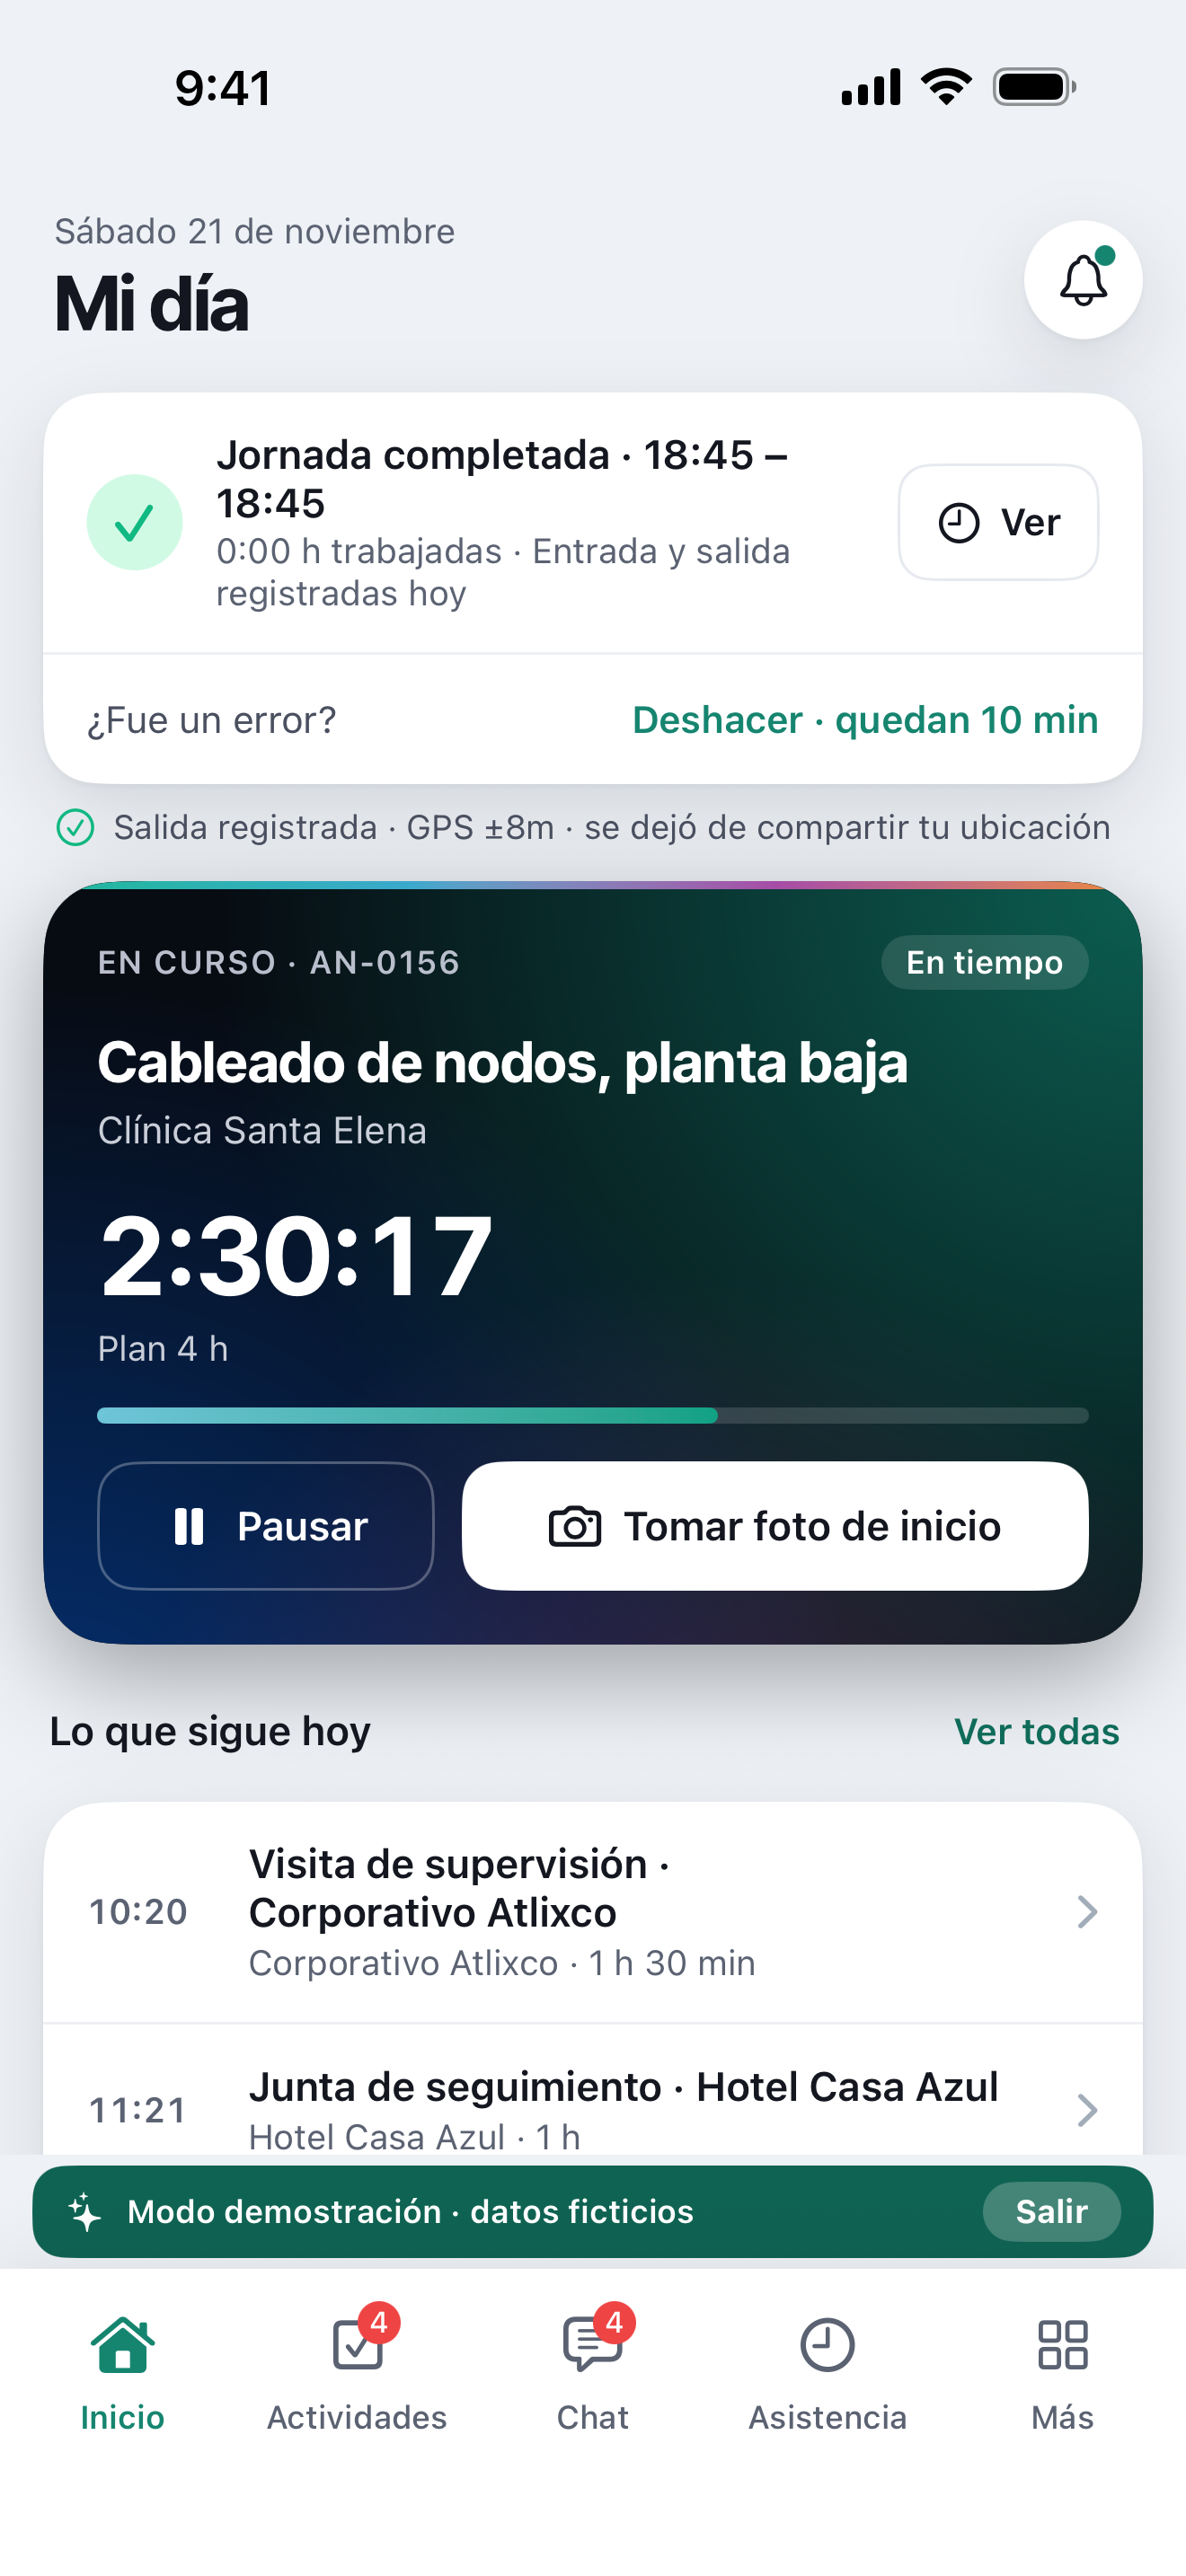 9:41
Sábado 21 de noviembre
Mi día
Jornada completada · 18:45 –
18:45
0:00 h trabajadas · Entrada y salida
registradas hoy
Ver
¿Fue un error?
Deshacer · quedan 10 min
Salida registrada · GPS ±8m · se dejó de compartir tu ubicación
EN CURSO · AN-0156
En tiempo
Cableado de nodos, planta baja
Clínica Santa Elena
2:30:17
Plan 4 h
Pausar
Tomar foto de inicio
Lo que sigue hoy
Ver todas
10:20
Visita de supervisión ·
Corporativo Atlixco
Corporativo Atlixco · 1 h 30 min
11:21
Junta de seguimiento · Hotel Casa Azul
Hotel Casa Azul · 1 h
Modo demostración · datos ficticios
Salir
4
4
Inicio
Actividades
Chat
Asistencia
Más